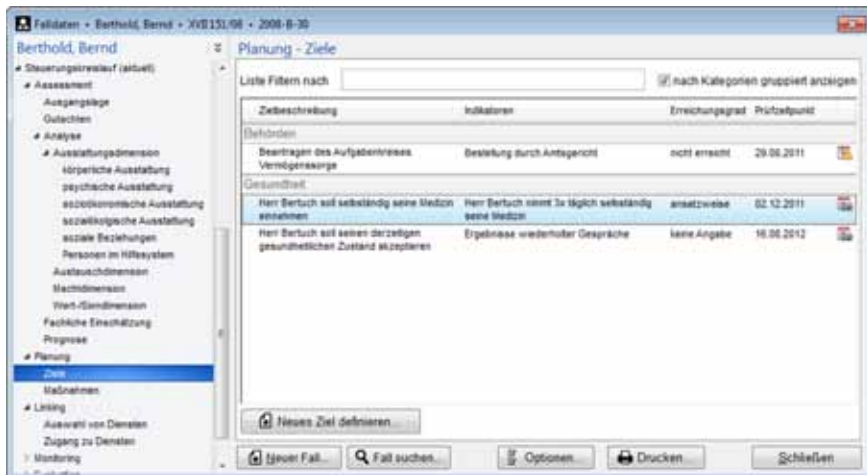 Falldaten • Berthold, Bernd • XVII 151/08 • 2008-B-30
Berthold, Bernd
Steuerungskreislauf (aktuell)
Assessment
Ausgangslage
Gutachten
Analyse
Ausstattungsdimension
körperliche Ausstattung
psychische Ausstattung
sozioökonomische Ausstattung
sozialökologische Ausstattung
soziale Beziehungen
Personen im Hilfesystem
Austauschdimension
Machtdimension
Wert-/Sinndimension
Fachliche Einschätzung
Prognose
Planung
Ziele
Maßnahmen
Linking
Auswahl von Diensten
Zugang zu Diensten
Monitoring
Evaluation
Planung - Ziele
Liste Filtern nach
nach Kategorien gruppiert anzeigen
Zielbeschreibung Indikatoren Erreichungsgrad Prüfzeitpunkt
Behörden
Beantragen des Aufgabenkreises Bestellung durch Amtsgericht nicht erreicht 29.08.2011
Vermögenssorge
Gesundheit
Herr Bertuch soll selbständig seine Medizin Herr Bertuch nimmt 3x täglich selbständig ansatzweise 02.12.2011
einnehmen seine Medizin
Herr Bertuch soll seinen derzeitigen Ergebnisse wiederholter Gespräche keine Angabe 16.08.2012
gesundheitlichen Zustand akzeptieren
Neues Ziel definieren...
Neuer Fall... Fall suchen... Optionen... Drucken... Schließen